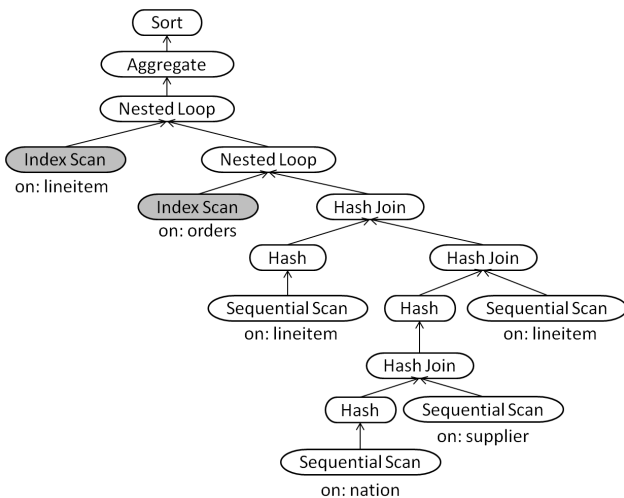 Sort
Aggregate
Nested Loop
Index Scan
on: lineitem
Nested Loop
Index Scan
on: orders
Hash Join
Hash
Hash Join
Sequential Scan
on: lineitem
Hash
Sequential Scan
on: lineitem
Hash Join
Hash
Sequential Scan
on: supplier
Sequential Scan
on: nation